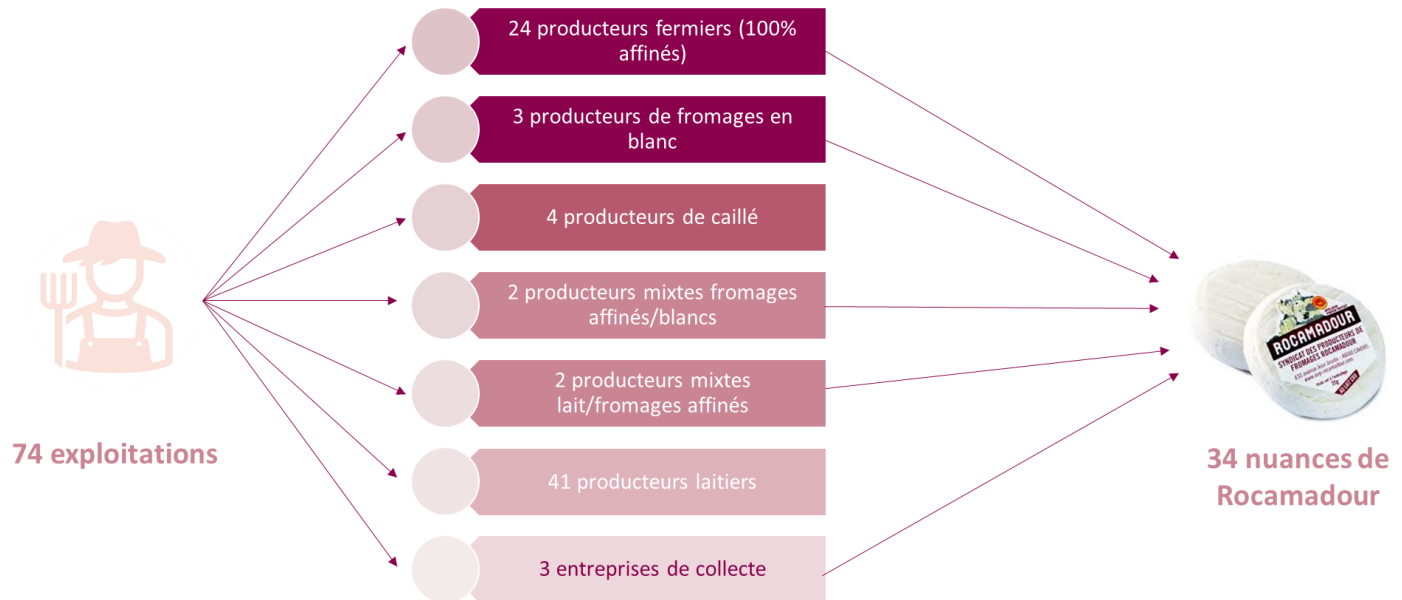 24 producteurs fermiers (100%
affinés)
3 producteurs de fromages en
blanc
4 producteurs de caillé
2 producteurs mixtes fromages
affinés/blancs
2 producteurs mixtes
lait/fromages affinés
41 producteurs laitiers
3 entreprises de collecte
74 exploitations
ROCAMADOUR
SYNDICAT DES PRODUCTEURS DE
FROMAGES ROCAMADOUR
34 nuances de
Rocamadour